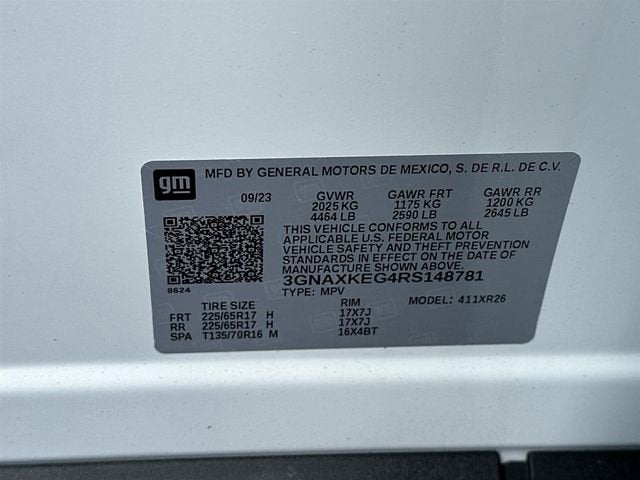 gm MFD BY GENERAL MOTORS DE MEXICO, S. DE R.L. DE C.V.
09/23 GVWR GAWR FRT GAWR RR
2025 KG 1175 KG 1200 KG
4464 LB 2590 LB 2645 LB
THIS VEHICLE CONFORMS TO ALL
APPLICABLE U.S. FEDERAL MOTOR
VEHICLE SAFETY AND THEFT PREVENTION
STANDARDS IN EFFECT ON THE DATE OF
MANUFACTURE SHOWN ABOVE.
8624 3GNAXKEG4RS148781
TYPE: MPV
TIRE SIZE RIM MODEL: 411XR26
FRT 225/65R17 H 17X7J
RR 225/65R17 H 17X7J
SPA T135/70R16 M 16X4BT